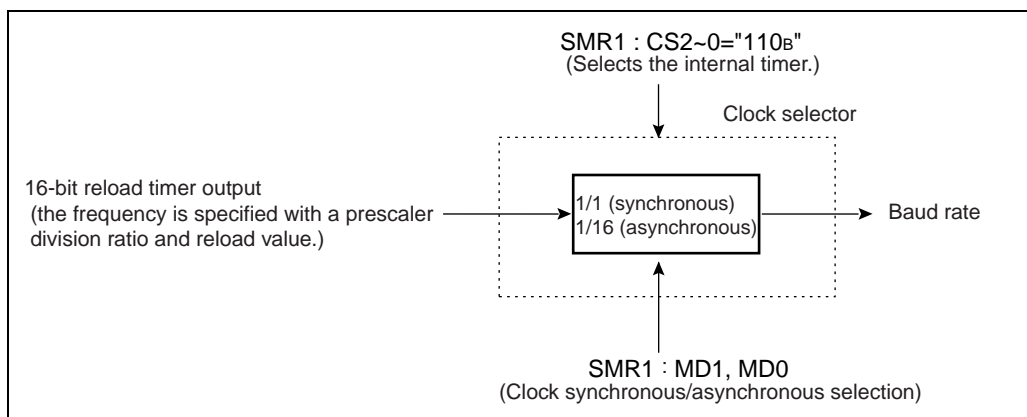 SMR1 : CS2~0="110B"
(Selects the internal timer.)
Clock selector
16-bit reload timer output
(the frequency is specified with a prescaler
division ratio and reload value.)
1/1 (synchronous)
1/16 (asynchronous)
Baud rate
SMR1 : MD1, MD0
(Clock synchronous/asynchronous selection)